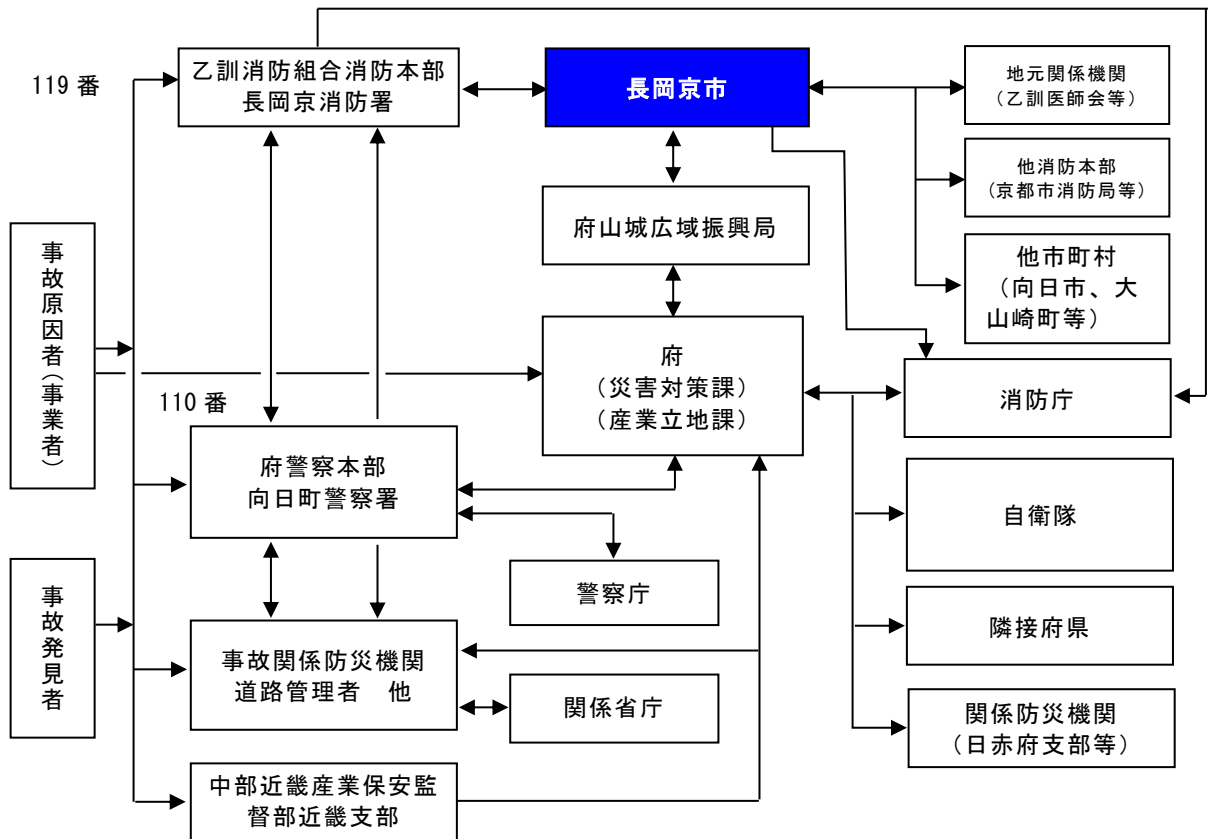 119 番
乙訓消防組合消防本部
長岡京消防署
長岡京市
地元関係機関
（乙訓医師会等）
他消防本部
（京都市消防局等）
府山城広域振興局
他市町村
（向日市、大
山崎町等）
事故原因者（事業者）
府
（災害対策課）
（産業立地課）
消防庁
110 番
府警察本部
向日町警察署
自衛隊
警察庁
事故発見者
隣接府県
事故関係防災機関
道路管理者　他
関係省庁
関係防災機関
（日赤府支部等）
中部近畿産業保安監
督部近畿支部